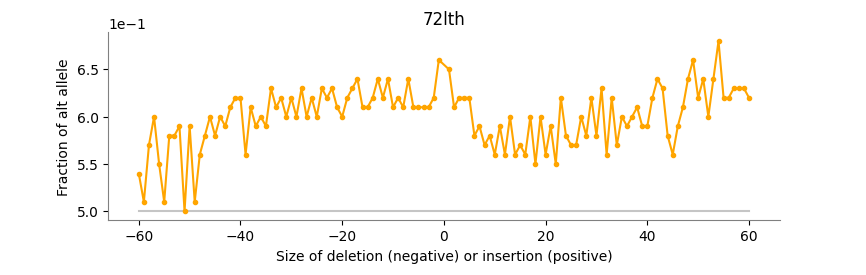 72lth
1e−1
Fraction of alt allele
6.5
6.0
5.5
5.0
−60 −40 −20 0 20 40 60
Size of deletion (negative) or insertion (positive)